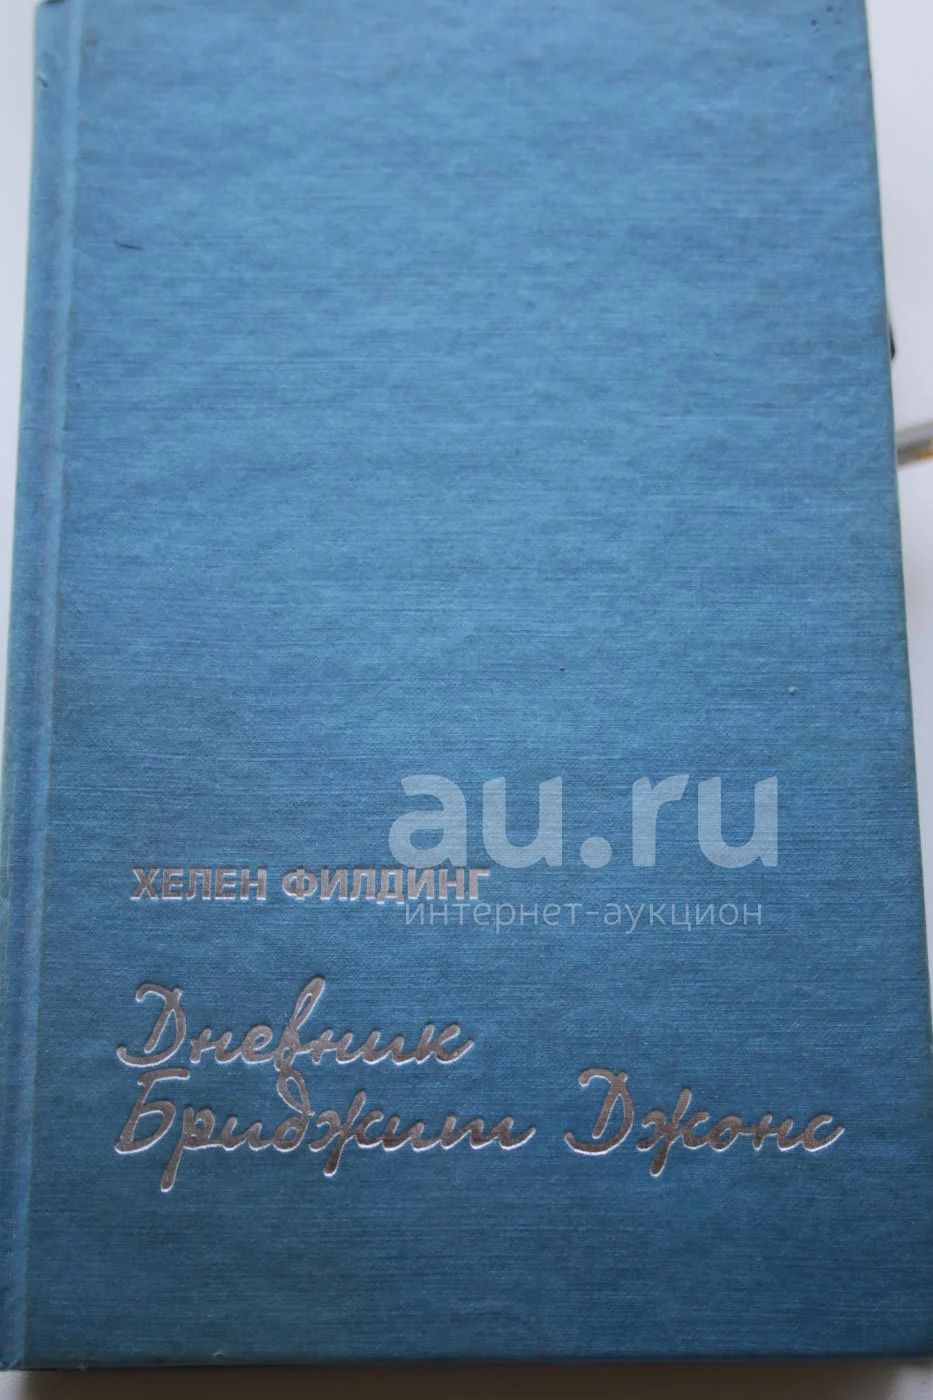 au.ru
ХЕЛЕН ФИЛДИНГ
интернет-аукцион
Дневник
Бриджит Джонс